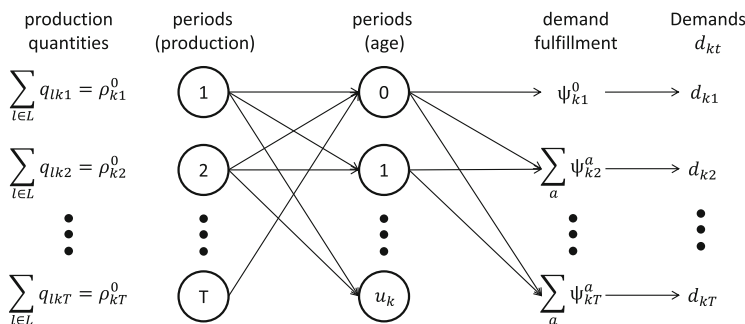 production periods periods demand Demands
quantities (production) (age) fulfillment d_{kt}
∑_{l∈L} q_{lk1} = ρ^0_{k1} 1 0 ψ^0_{k1} d_{k1}
∑_{l∈L} q_{lk2} = ρ^0_{k2} 2 1 ∑_a ψ^a_{k2} d_{k2}
∑_{l∈L} q_{lkT} = ρ^0_{kT} T u_k ∑_a ψ^a_{kT} d_{kT}